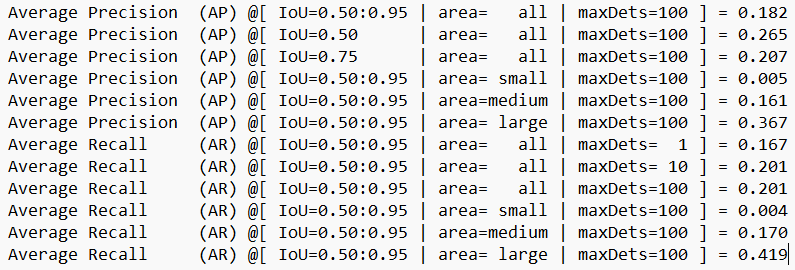 Average Precision  (AP) @[ IoU=0.50:0.95 | area=   all | maxDets=100 ] = 0.182
Average Precision  (AP) @[ IoU=0.50      | area=   all | maxDets=100 ] = 0.265
Average Precision  (AP) @[ IoU=0.75      | area=   all | maxDets=100 ] = 0.207
Average Precision  (AP) @[ IoU=0.50:0.95 | area= small | maxDets=100 ] = 0.005
Average Precision  (AP) @[ IoU=0.50:0.95 | area=medium | maxDets=100 ] = 0.161
Average Precision  (AP) @[ IoU=0.50:0.95 | area= large | maxDets=100 ] = 0.367
Average Recall     (AR) @[ IoU=0.50:0.95 | area=   all | maxDets=  1 ] = 0.167
Average Recall     (AR) @[ IoU=0.50:0.95 | area=   all | maxDets= 10 ] = 0.201
Average Recall     (AR) @[ IoU=0.50:0.95 | area=   all | maxDets=100 ] = 0.201
Average Recall     (AR) @[ IoU=0.50:0.95 | area= small | maxDets=100 ] = 0.004
Average Recall     (AR) @[ IoU=0.50:0.95 | area=medium | maxDets=100 ] = 0.170
Average Recall     (AR) @[ IoU=0.50:0.95 | area= large | maxDets=100 ] = 0.419